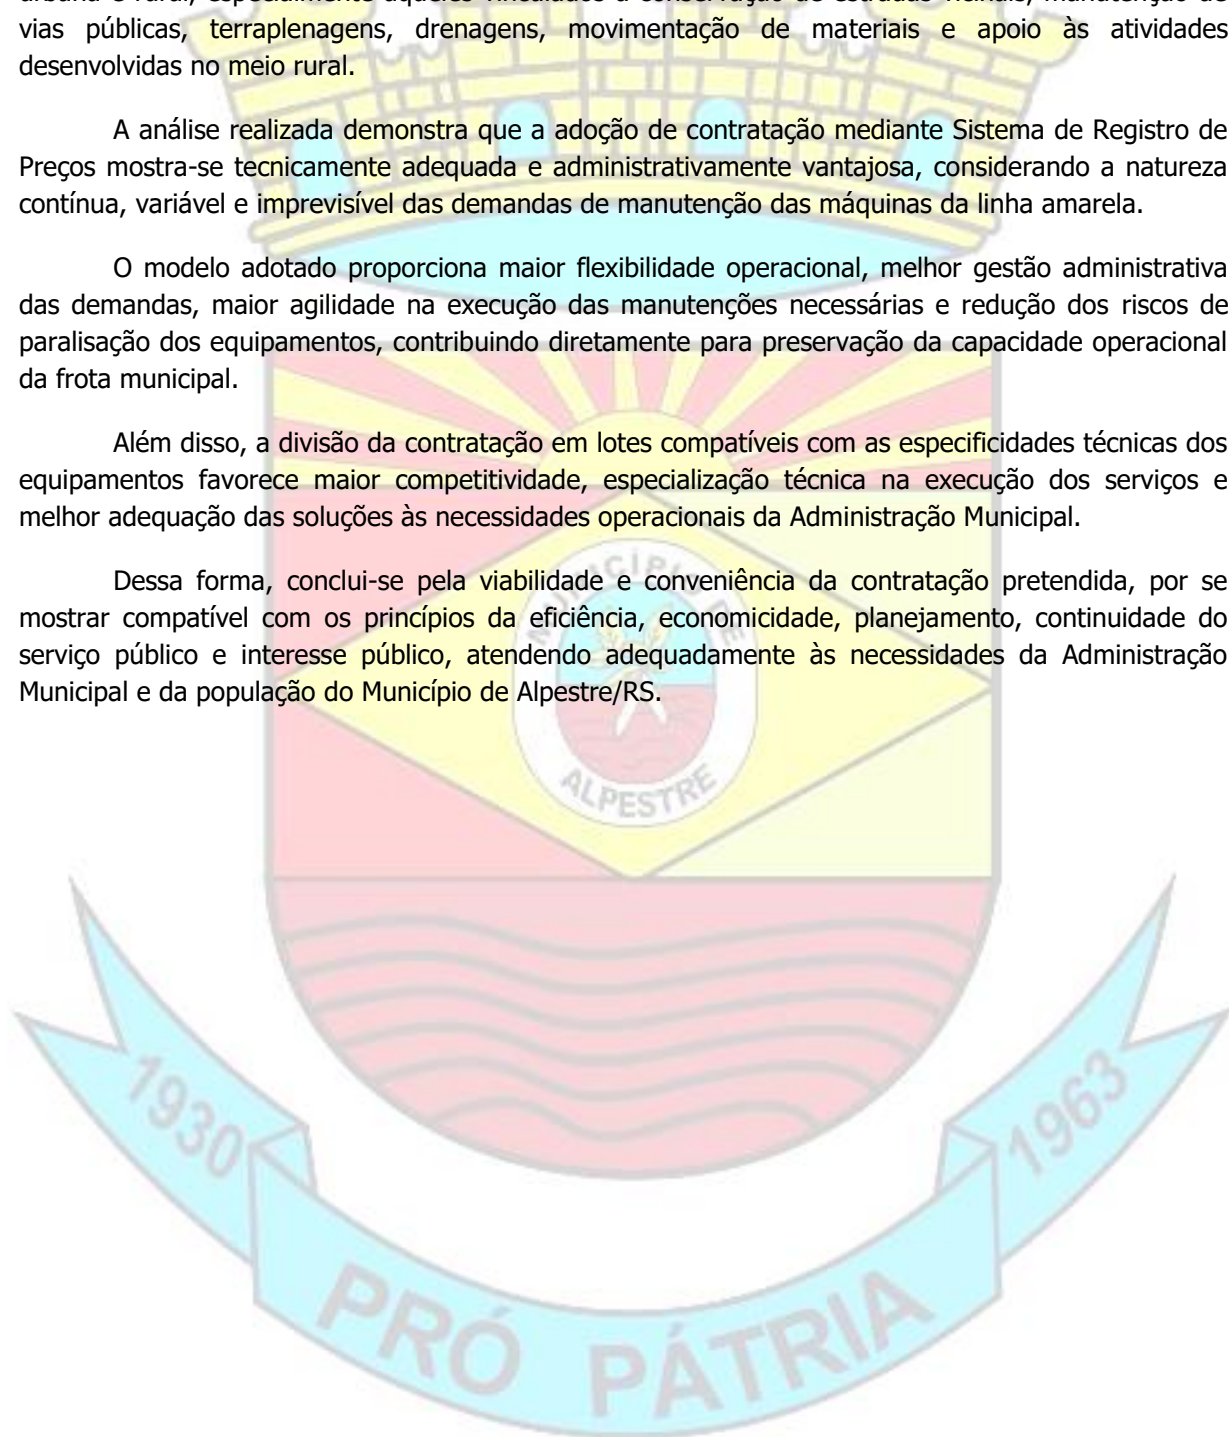 urbana e rural, especialmente aqueles vinculados à conservação de estradas vicinais, manutenção de
vias públicas, terraplenagens, drenagens, movimentação de materiais e apoio às atividades
desenvolvidas no meio rural.
A análise realizada demonstra que a adoção de contratação mediante Sistema de Registro de
Preços mostra-se tecnicamente adequada e administrativamente vantajosa, considerando a natureza
contínua, variável e imprevisível das demandas de manutenção das máquinas da linha amarela.
O modelo adotado proporciona maior flexibilidade operacional, melhor gestão administrativa
das demandas, maior agilidade na execução das manutenções necessárias e redução dos riscos de
paralisação dos equipamentos, contribuindo diretamente para preservação da capacidade operacional
da frota municipal.
Além disso, a divisão da contratação em lotes compatíveis com as especificidades técnicas dos
equipamentos favorece maior competitividade, especialização técnica na execução dos serviços e
melhor adequação das soluções às necessidades operacionais da Administração Municipal.
Dessa forma, conclui-se pela viabilidade e conveniência da contratação pretendida, por se
mostrar compatível com os princípios da eficiência, economicidade, planejamento, continuidade do
serviço público e interesse público, atendendo adequadamente às necessidades da Administração
Municipal e da população do Município de Alpestre/RS.
MUNICÍPIO DE
ALPESTRE
1930
1963
PRÓ PÁTRIA